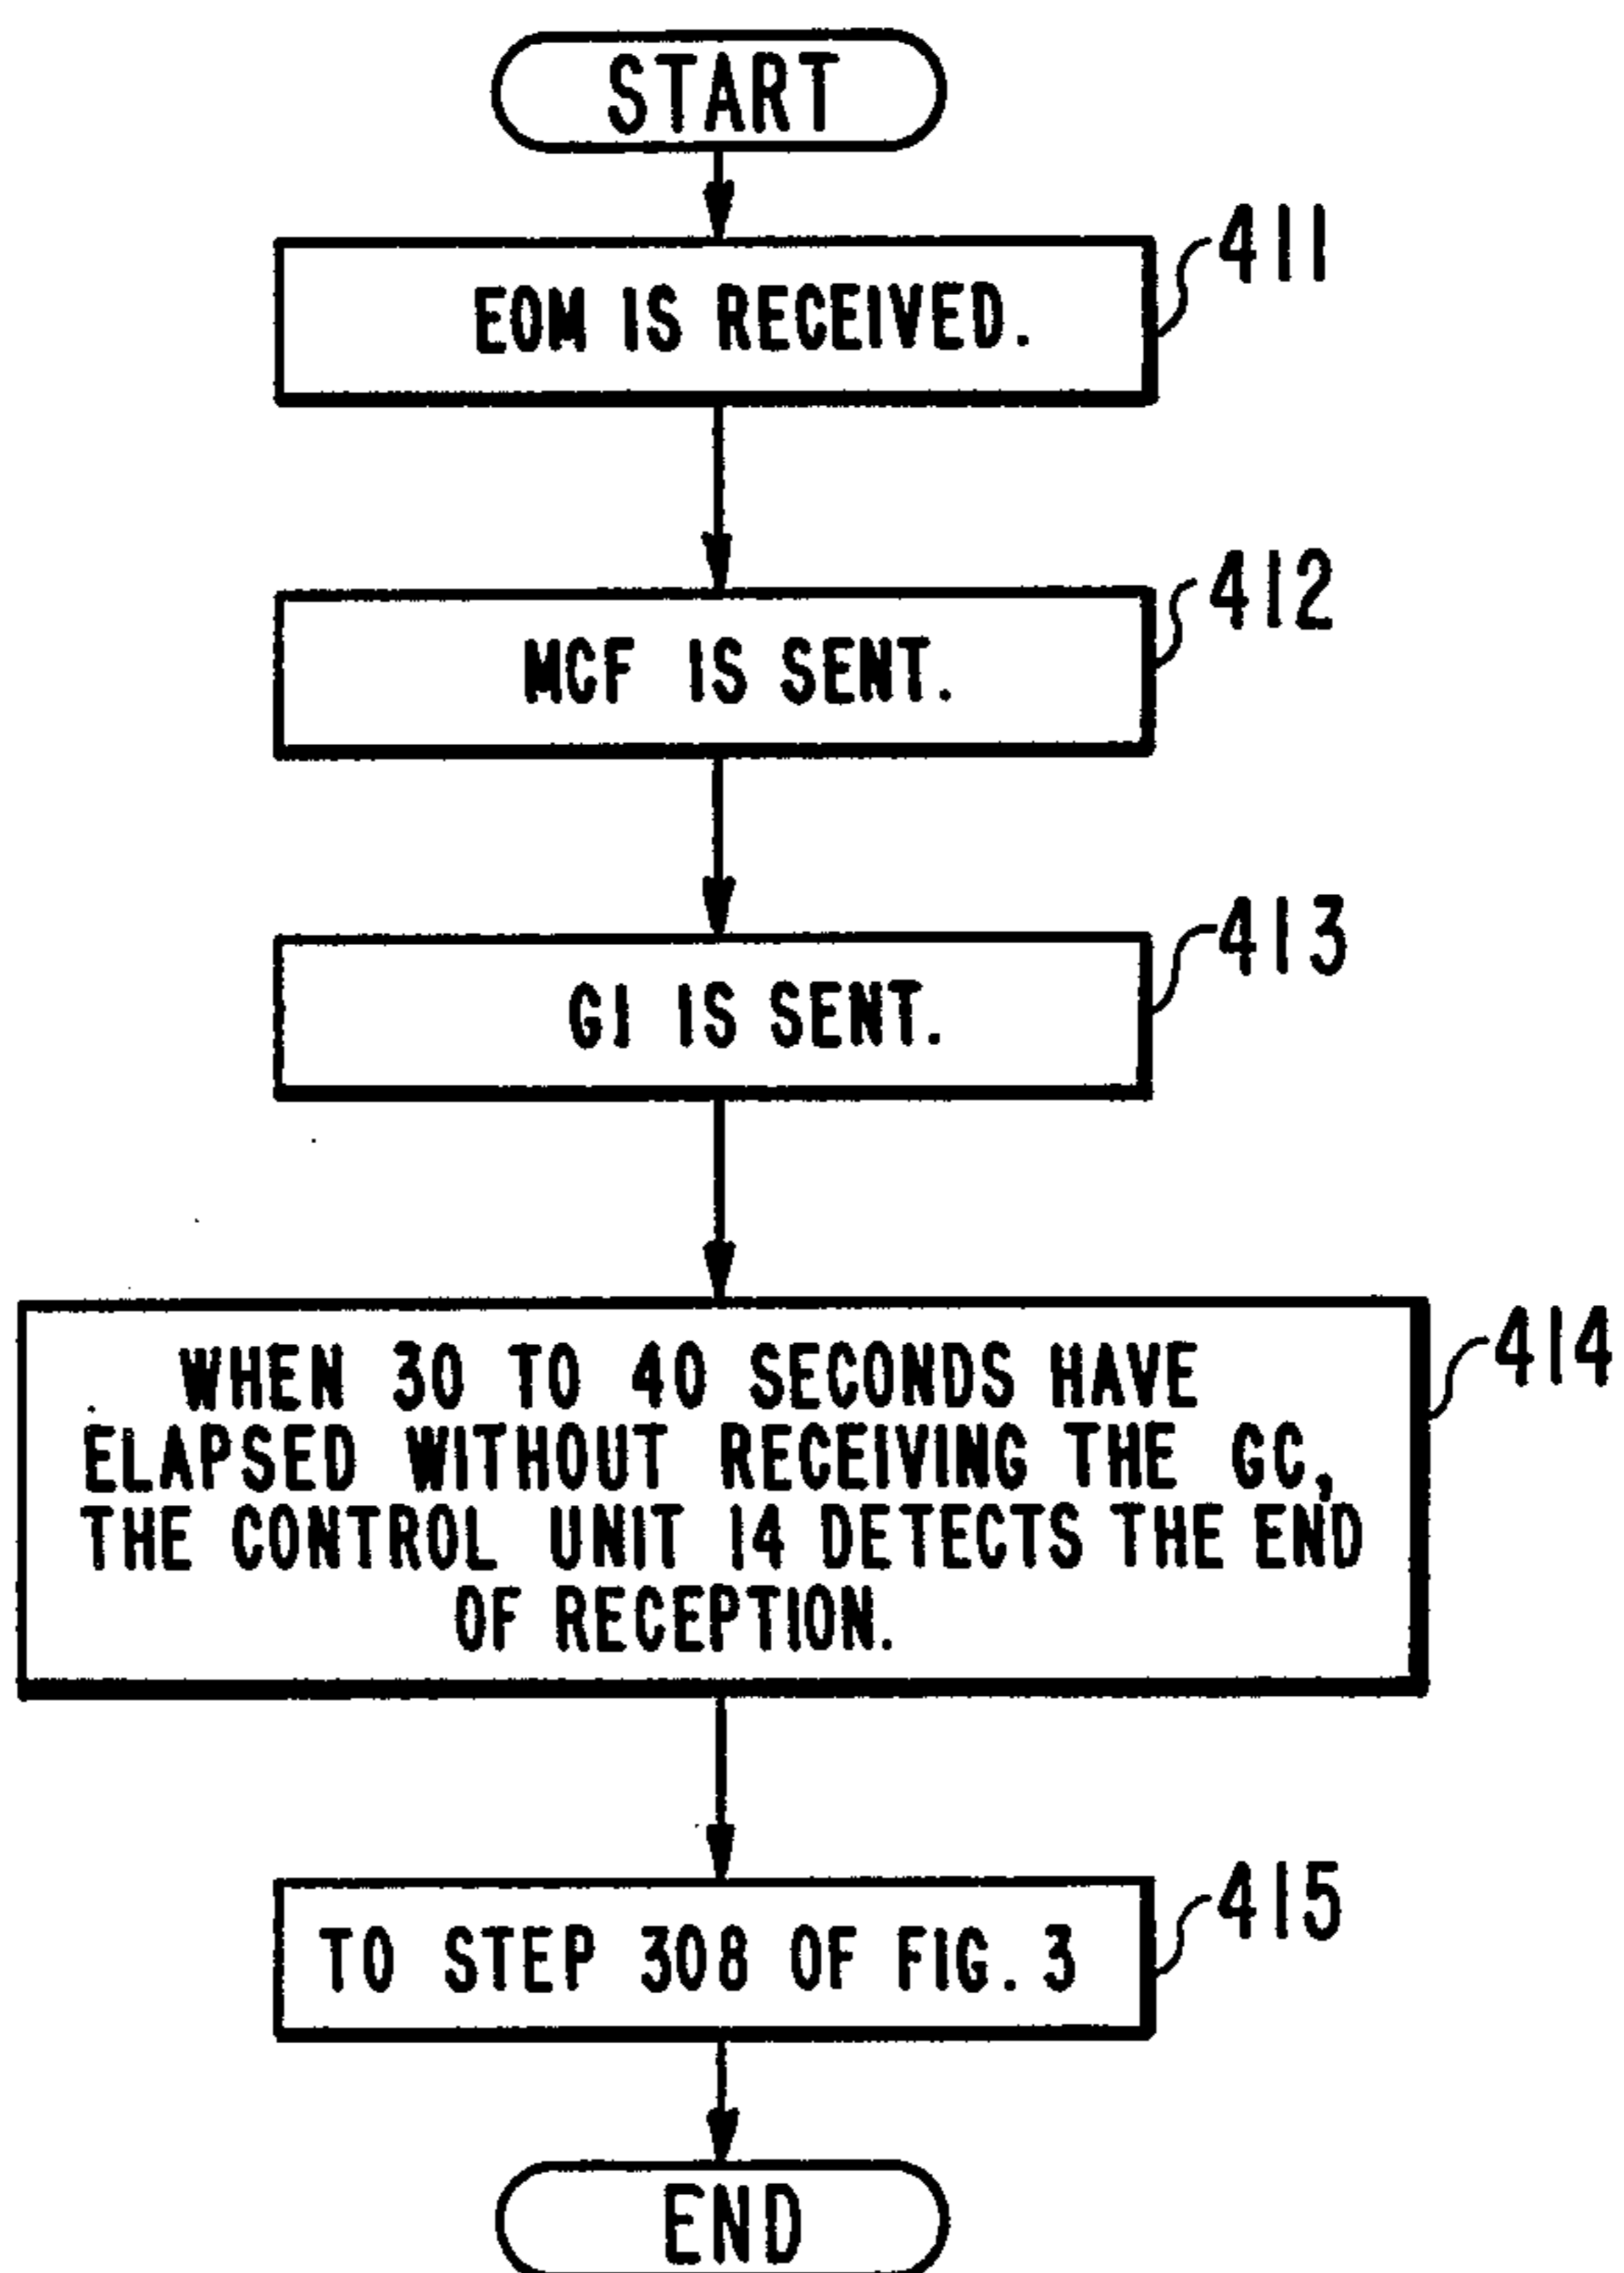 START
411
EOM IS RECEIVED.
412
MCF IS SENT.
413
GI IS SENT.
414
WHEN 30 TO 40 SECONDS HAVE
ELAPSED WITHOUT RECEIVING THE GC,
THE CONTROL UNIT 14 DETECTS THE END
OF RECEPTION.
415
TO STEP 308 OF FIG. 3
END